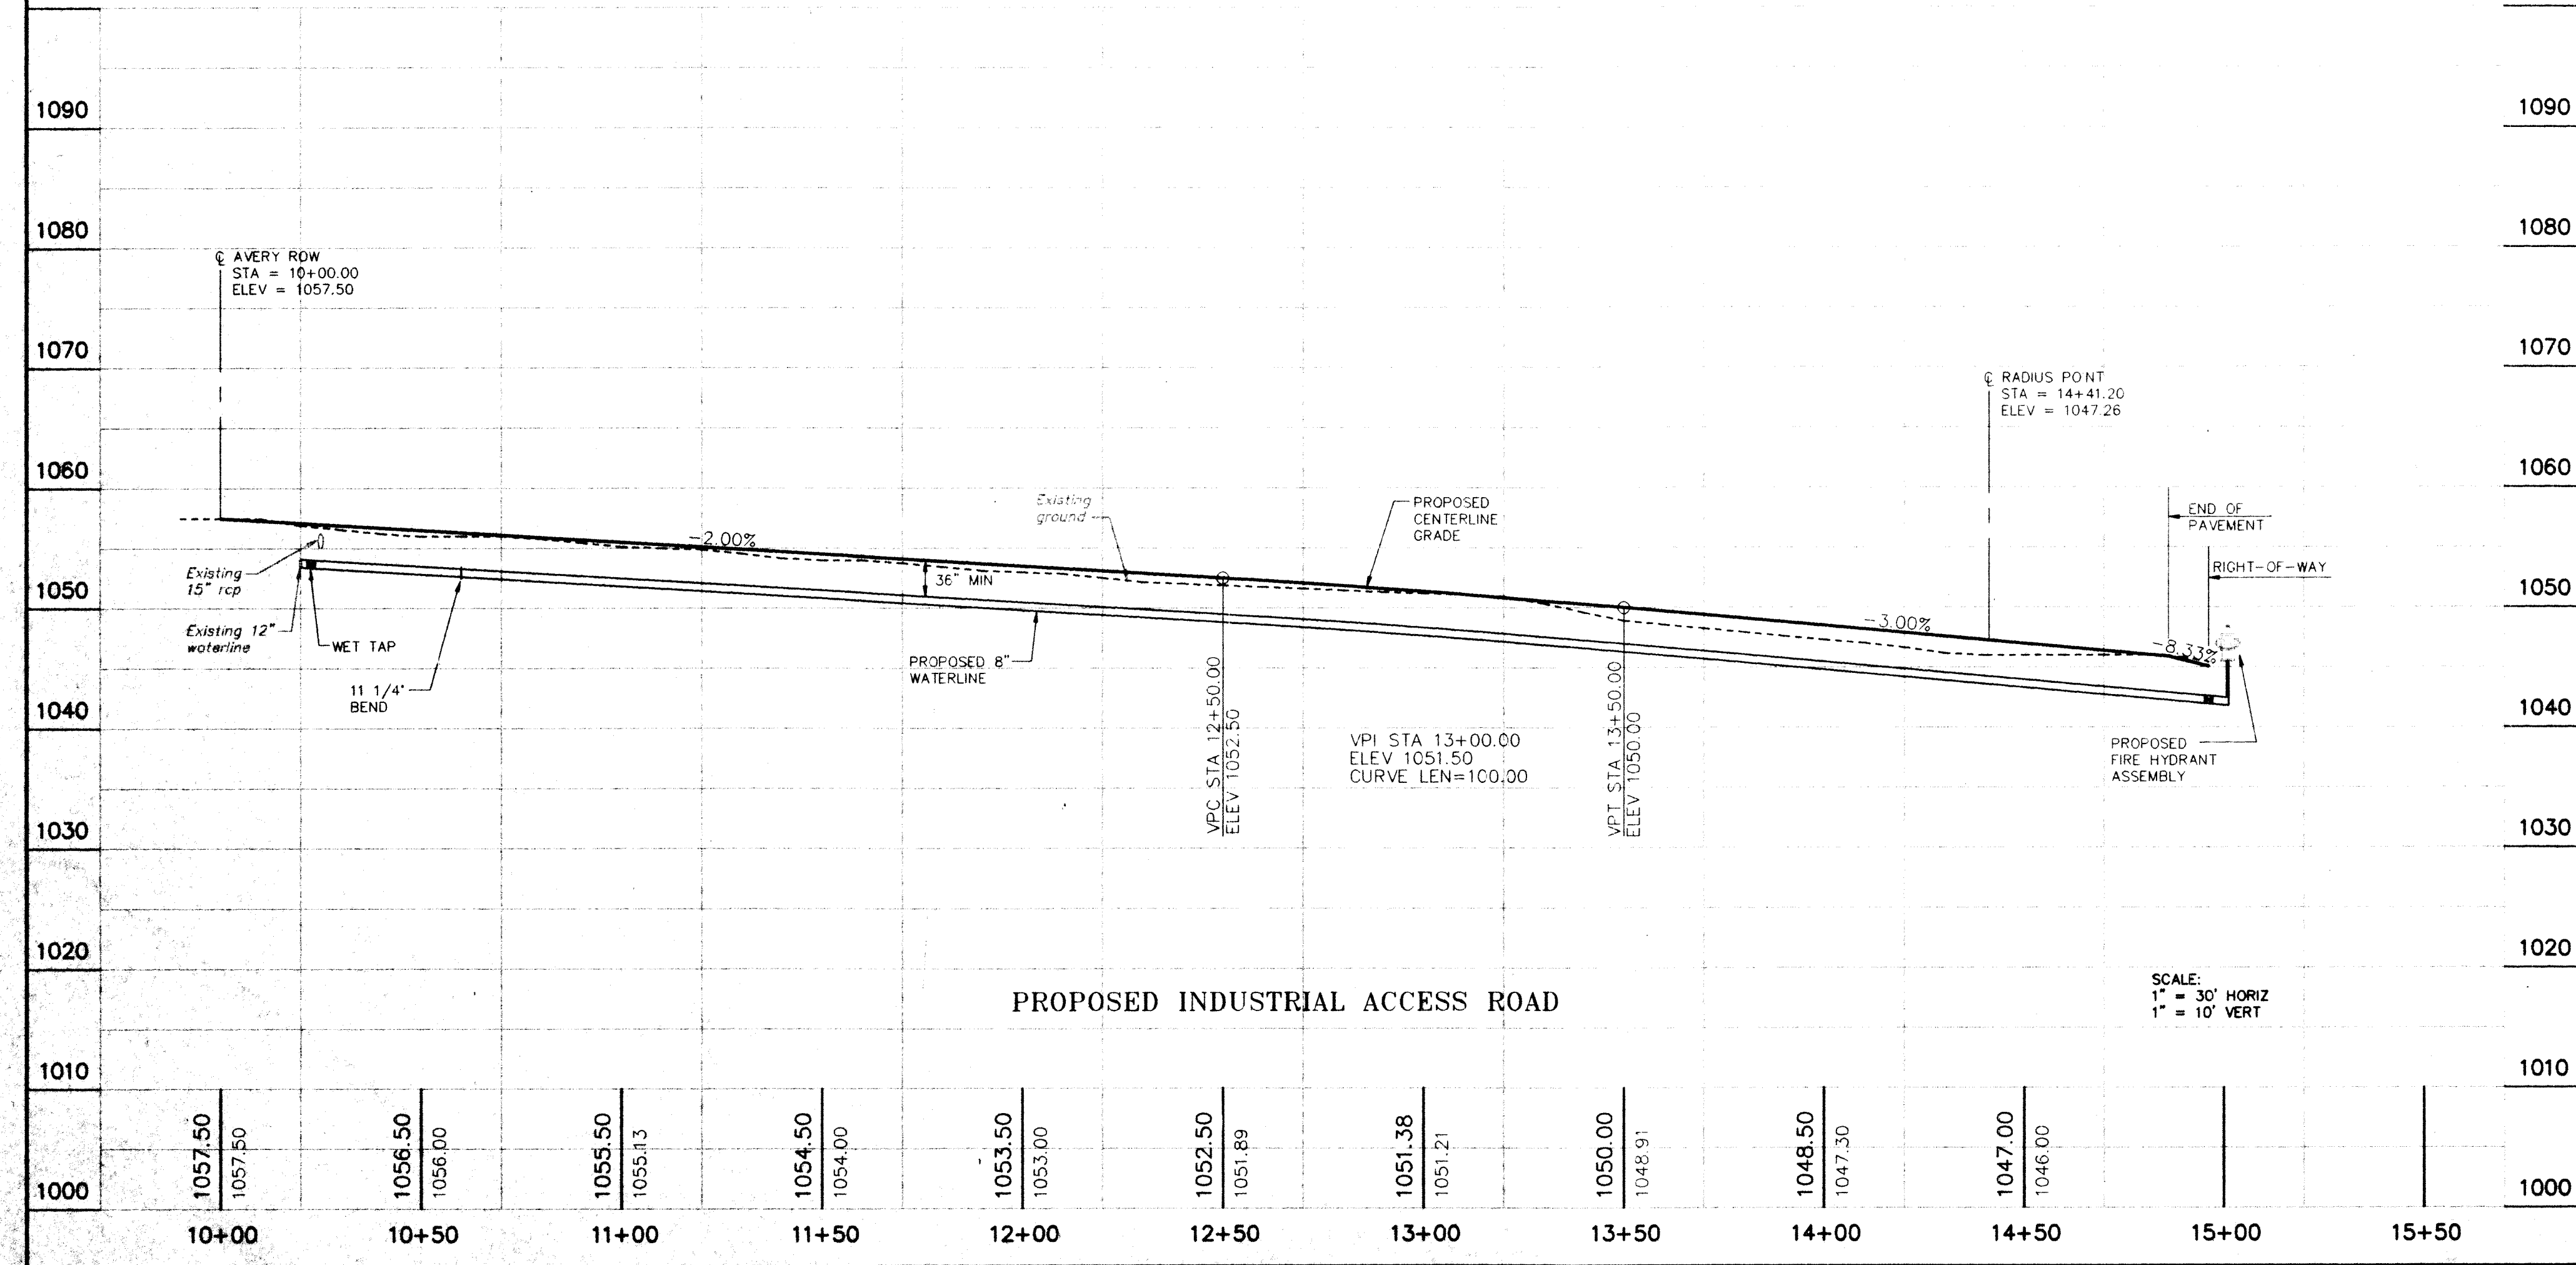 1090
1090
1080
1080
℄ AVERY ROW
STA = 10+00.00
ELEV = 1057.50
1070
1070
℄ RADIUS PONT
STA = 14+41.20
ELEV = 1047.26
1060
1060
Existing
ground
PROPOSED
CENTERLINE
GRADE
END OF
PAVEMENT
-2.00%
RIGHT-OF-WAY
Existing
15" rcp
36" MIN
1050
1050
-3.00%
-8.33%
Existing 12"
waterline
WET TAP
PROPOSED 8"
WATERLINE
11 1/4°
BEND
1040
1040
VPC STA 12+50.00
ELEV 1052.50
VPI STA 13+00.00
ELEV 1051.50
CURVE LEN=100.00
VPT STA 13+50.00
ELEV 1050.00
PROPOSED
FIRE HYDRANT
ASSEMBLY
1030
1030
1020
1020
PROPOSED INDUSTRIAL ACCESS ROAD
SCALE:
1" = 30' HORIZ
1" = 10' VERT
1010
1010
1057.50
1057.50
1056.50
1056.00
1055.50
1055.13
1054.50
1054.00
1053.50
1053.00
1052.50
1051.89
1051.38
1051.21
1050.00
1048.91
1048.50
1047.30
1047.00
1046.00
1000
1000
10+00 10+50 11+00 11+50 12+00 12+50 13+00 13+50 14+00 14+50 15+00 15+50